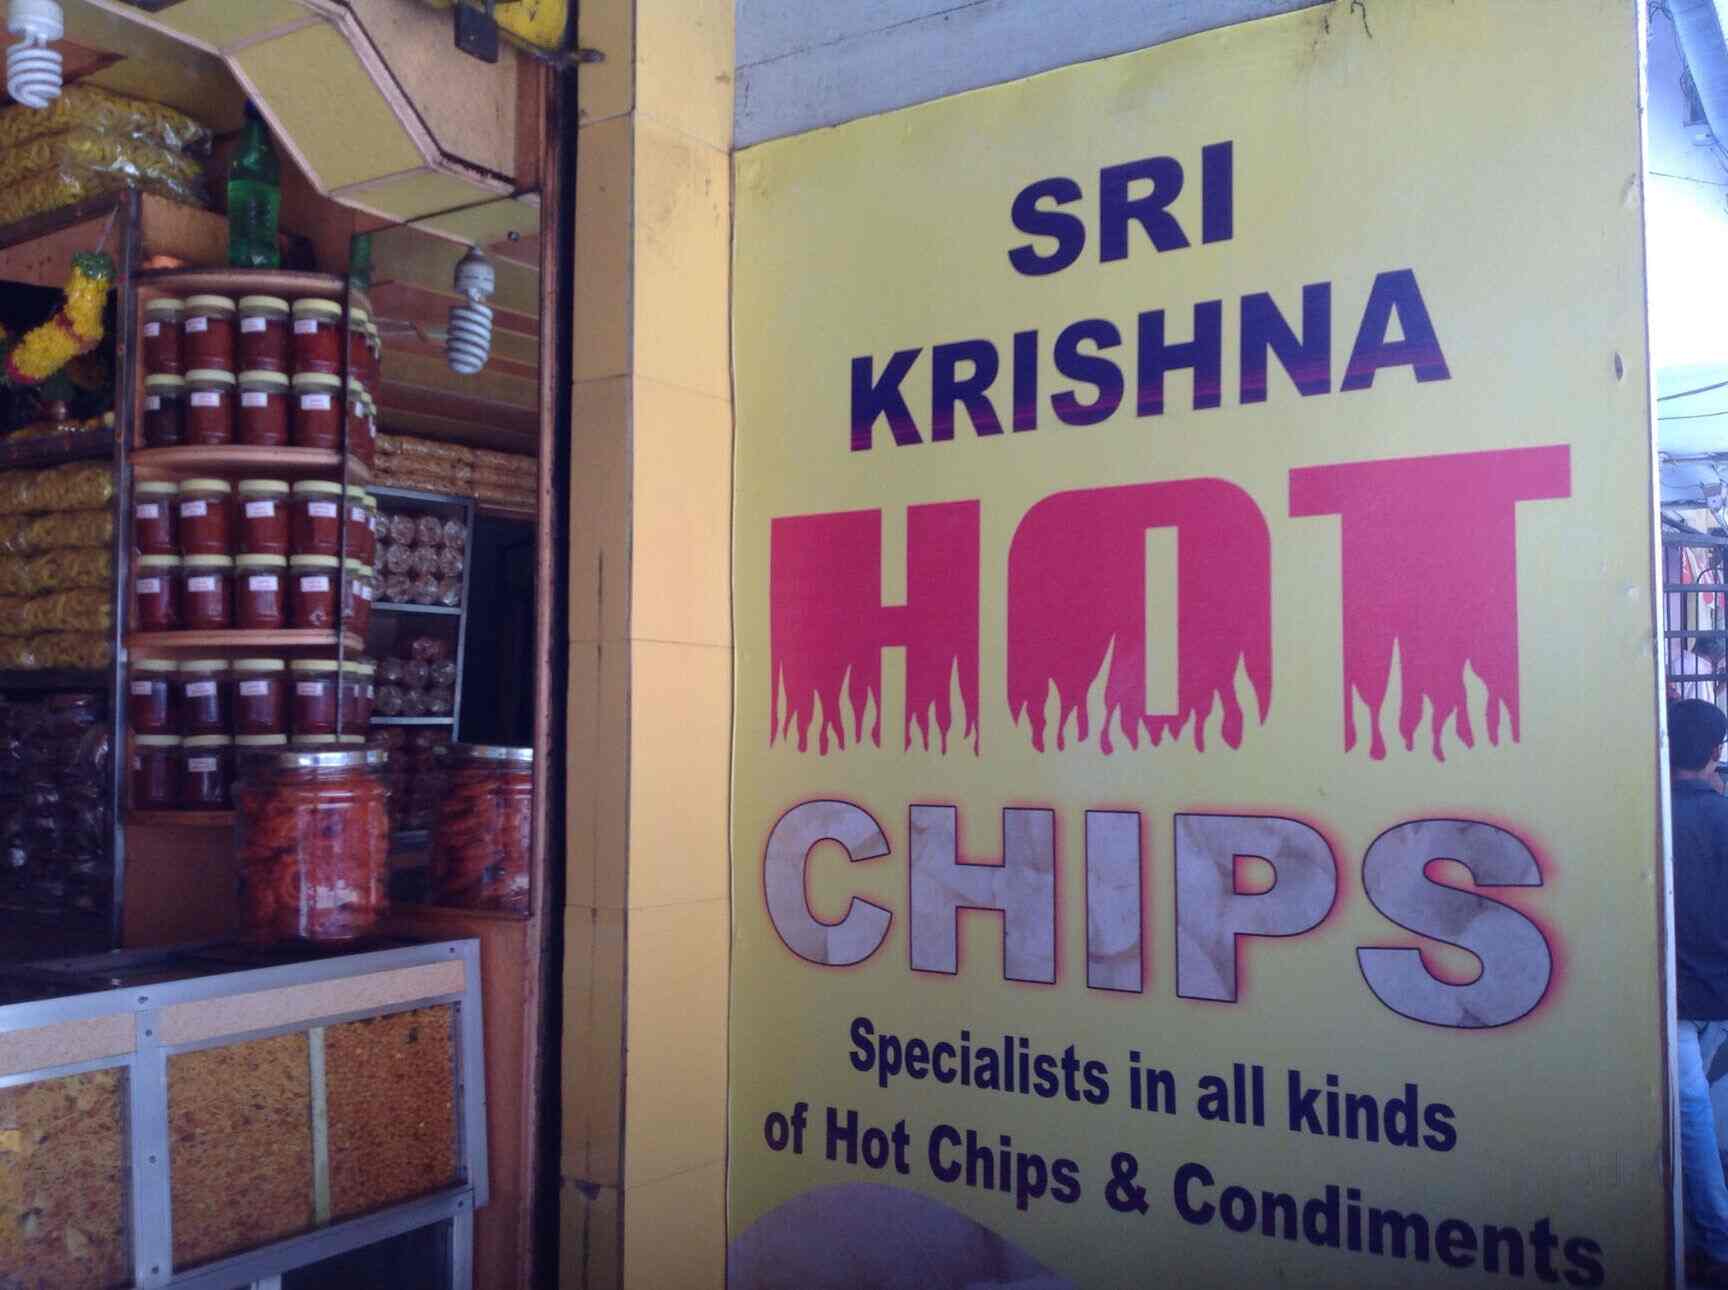 SRI
KRISHNA
HOT
CHIPS
Specialists in all kinds
of Hot Chips & Condiments